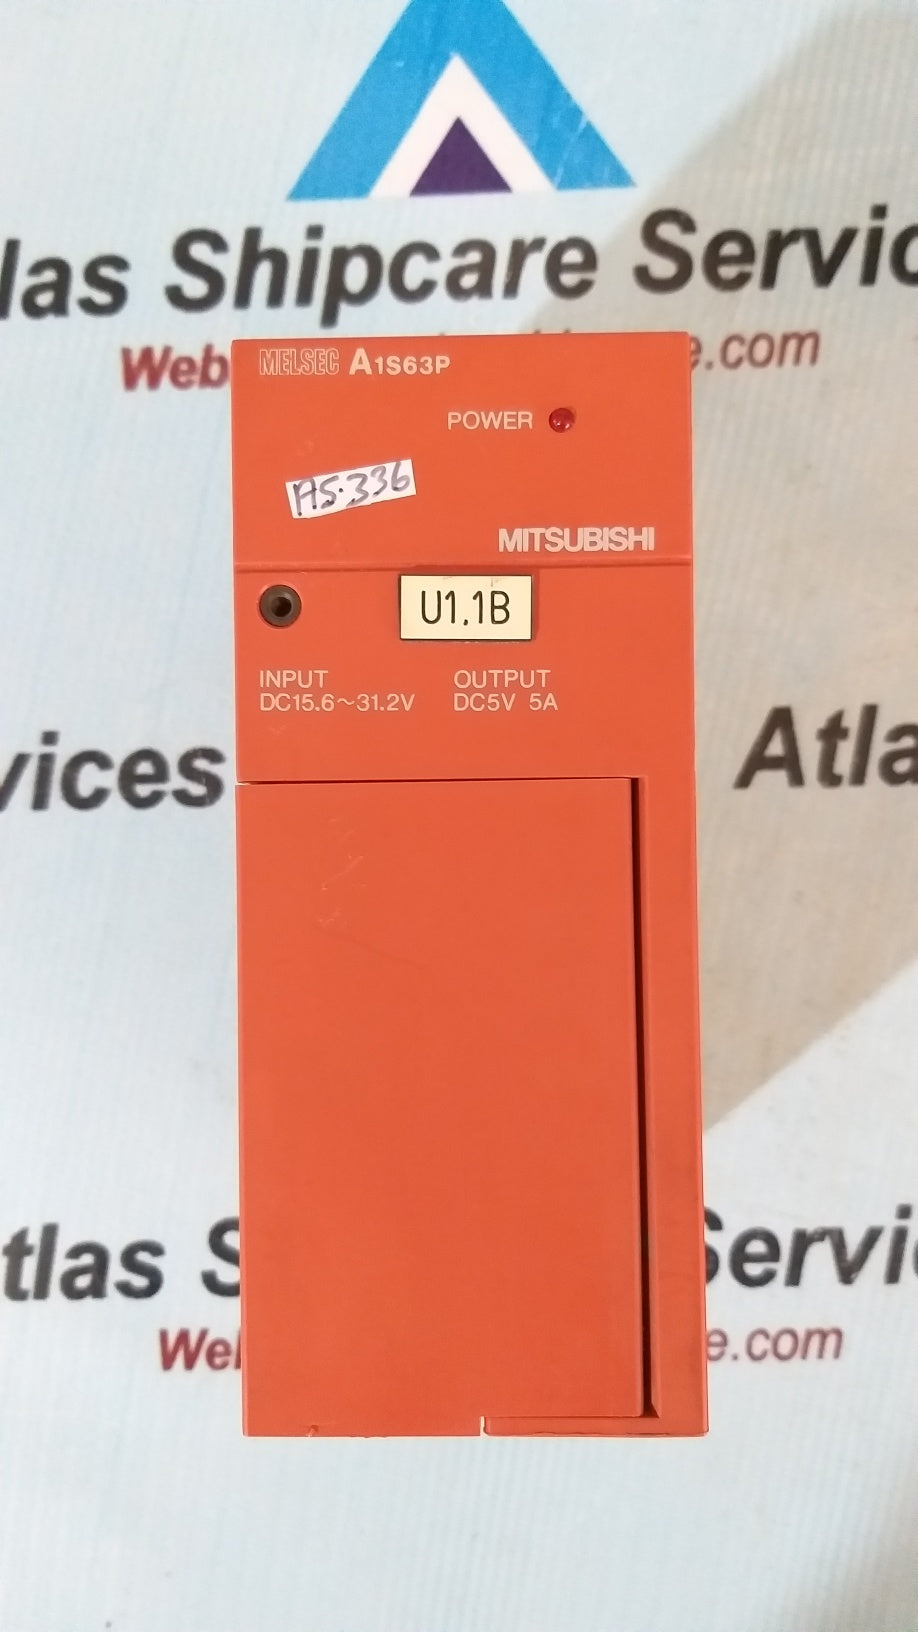 las Shipcare Servic
Web
e.com
MELSEC A1S63P
POWER
AS.336
MITSUBISHI
U1.1B
INPUT OUTPUT
DC15.6~31.2V DC5V 5A
vices
Atla
tlas S
Servi
We
e.com